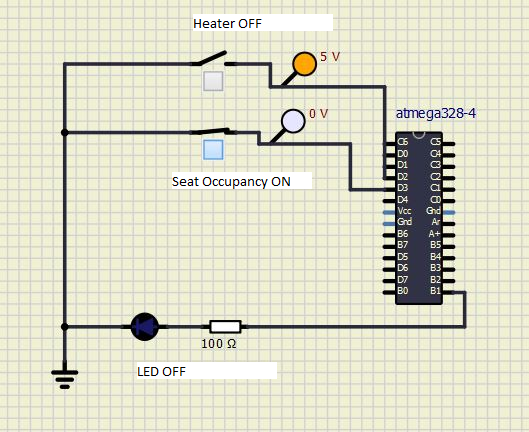 Heater OFF
5 V
0 V
atmega328-4
Seat Occupancy ON
C6 C5
D0 C4
D1 C3
D2 C2
D3 C1
D4 C0
Vcc Gnd
Gnd Ar
B6 A+
B7 B5
D5 B4
D6 B3
D7 B2
B0 B1
100 Ω
LED OFF